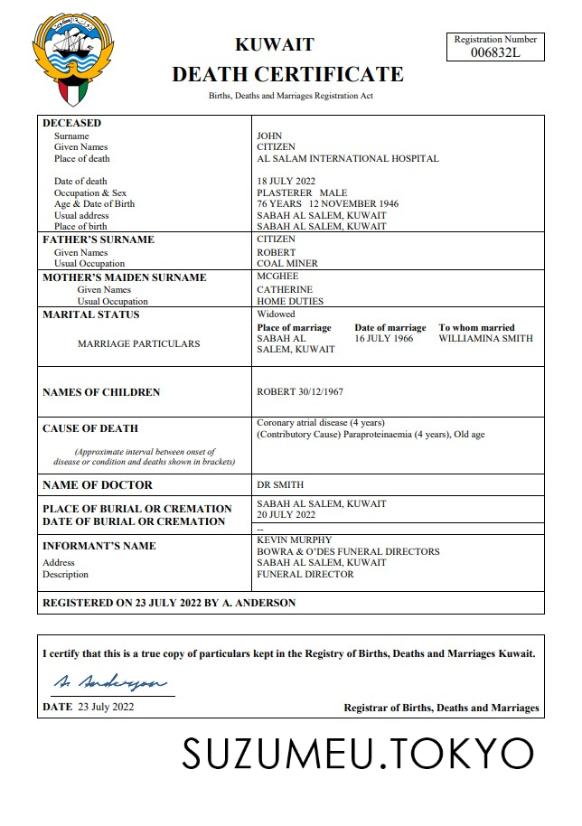 KUWAIT
DEATH CERTIFICATE
Births, Deaths and Marriages Registration Act
Registration Number
006832L
DECEASED
Surname JOHN
Given Names CITIZEN
Place of death AL SALAM INTERNATIONAL HOSPITAL
Date of death 18 JULY 2022
Occupation & Sex PLASTERER MALE
Age & Date of Birth 76 YEARS 12 NOVEMBER 1946
Usual address SABAH AL SALEM, KUWAIT
Place of birth SABAH AL SALEM, KUWAIT
FATHER'S SURNAME CITIZEN
Given Names ROBERT
Usual Occupation COAL MINER
MOTHER'S MAIDEN SURNAME MCGHEE
Given Names CATHERINE
Usual Occupation HOME DUTIES
MARITAL STATUS Widowed
Place of marriage Date of marriage To whom married
MARRIAGE PARTICULARS SABAH AL SALEM, KUWAIT 16 JULY 1966 WILLIAMINA SMITH
NAMES OF CHILDREN ROBERT 30/12/1967
CAUSE OF DEATH Coronary atrial disease (4 years)
(Contributory Cause) Paraproteinaemia (4 years), Old age
(Approximate interval between onset of
disease or condition and deaths shown in brackets)
NAME OF DOCTOR DR SMITH
PLACE OF BURIAL OR CREMATION SABAH AL SALEM, KUWAIT
DATE OF BURIAL OR CREMATION 20 JULY 2022
--
INFORMANT'S NAME KEVIN MURPHY
BOWRA & O'DES FUNERAL DIRECTORS
Address SABAH AL SALEM, KUWAIT
Description FUNERAL DIRECTOR
REGISTERED ON 23 JULY 2022 BY A. ANDERSON
I certify that this is a true copy of particulars kept in the Registry of Births, Deaths and Marriages Kuwait.
A. Anderson
DATE 23 July 2022 Registrar of Births, Deaths and Marriages
SUZUMEU.TOKYO